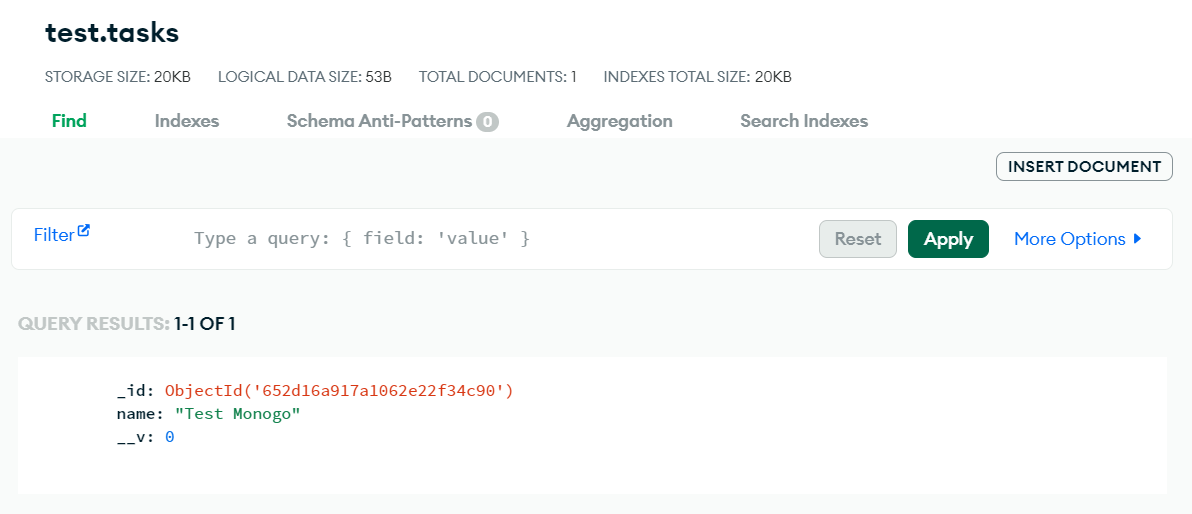 test.tasks
STORAGE SIZE: 20KB LOGICAL DATA SIZE: 53B TOTAL DOCUMENTS: 1 INDEXES TOTAL SIZE: 20KB
Find Indexes Schema Anti-Patterns 0 Aggregation Search Indexes
INSERT DOCUMENT
Filter Type a query: { field: 'value' } Reset Apply More Options
QUERY RESULTS: 1-1 OF 1
_id: ObjectId('652d16a917a1062e22f34c90')
name: "Test Monogo"
__v: 0